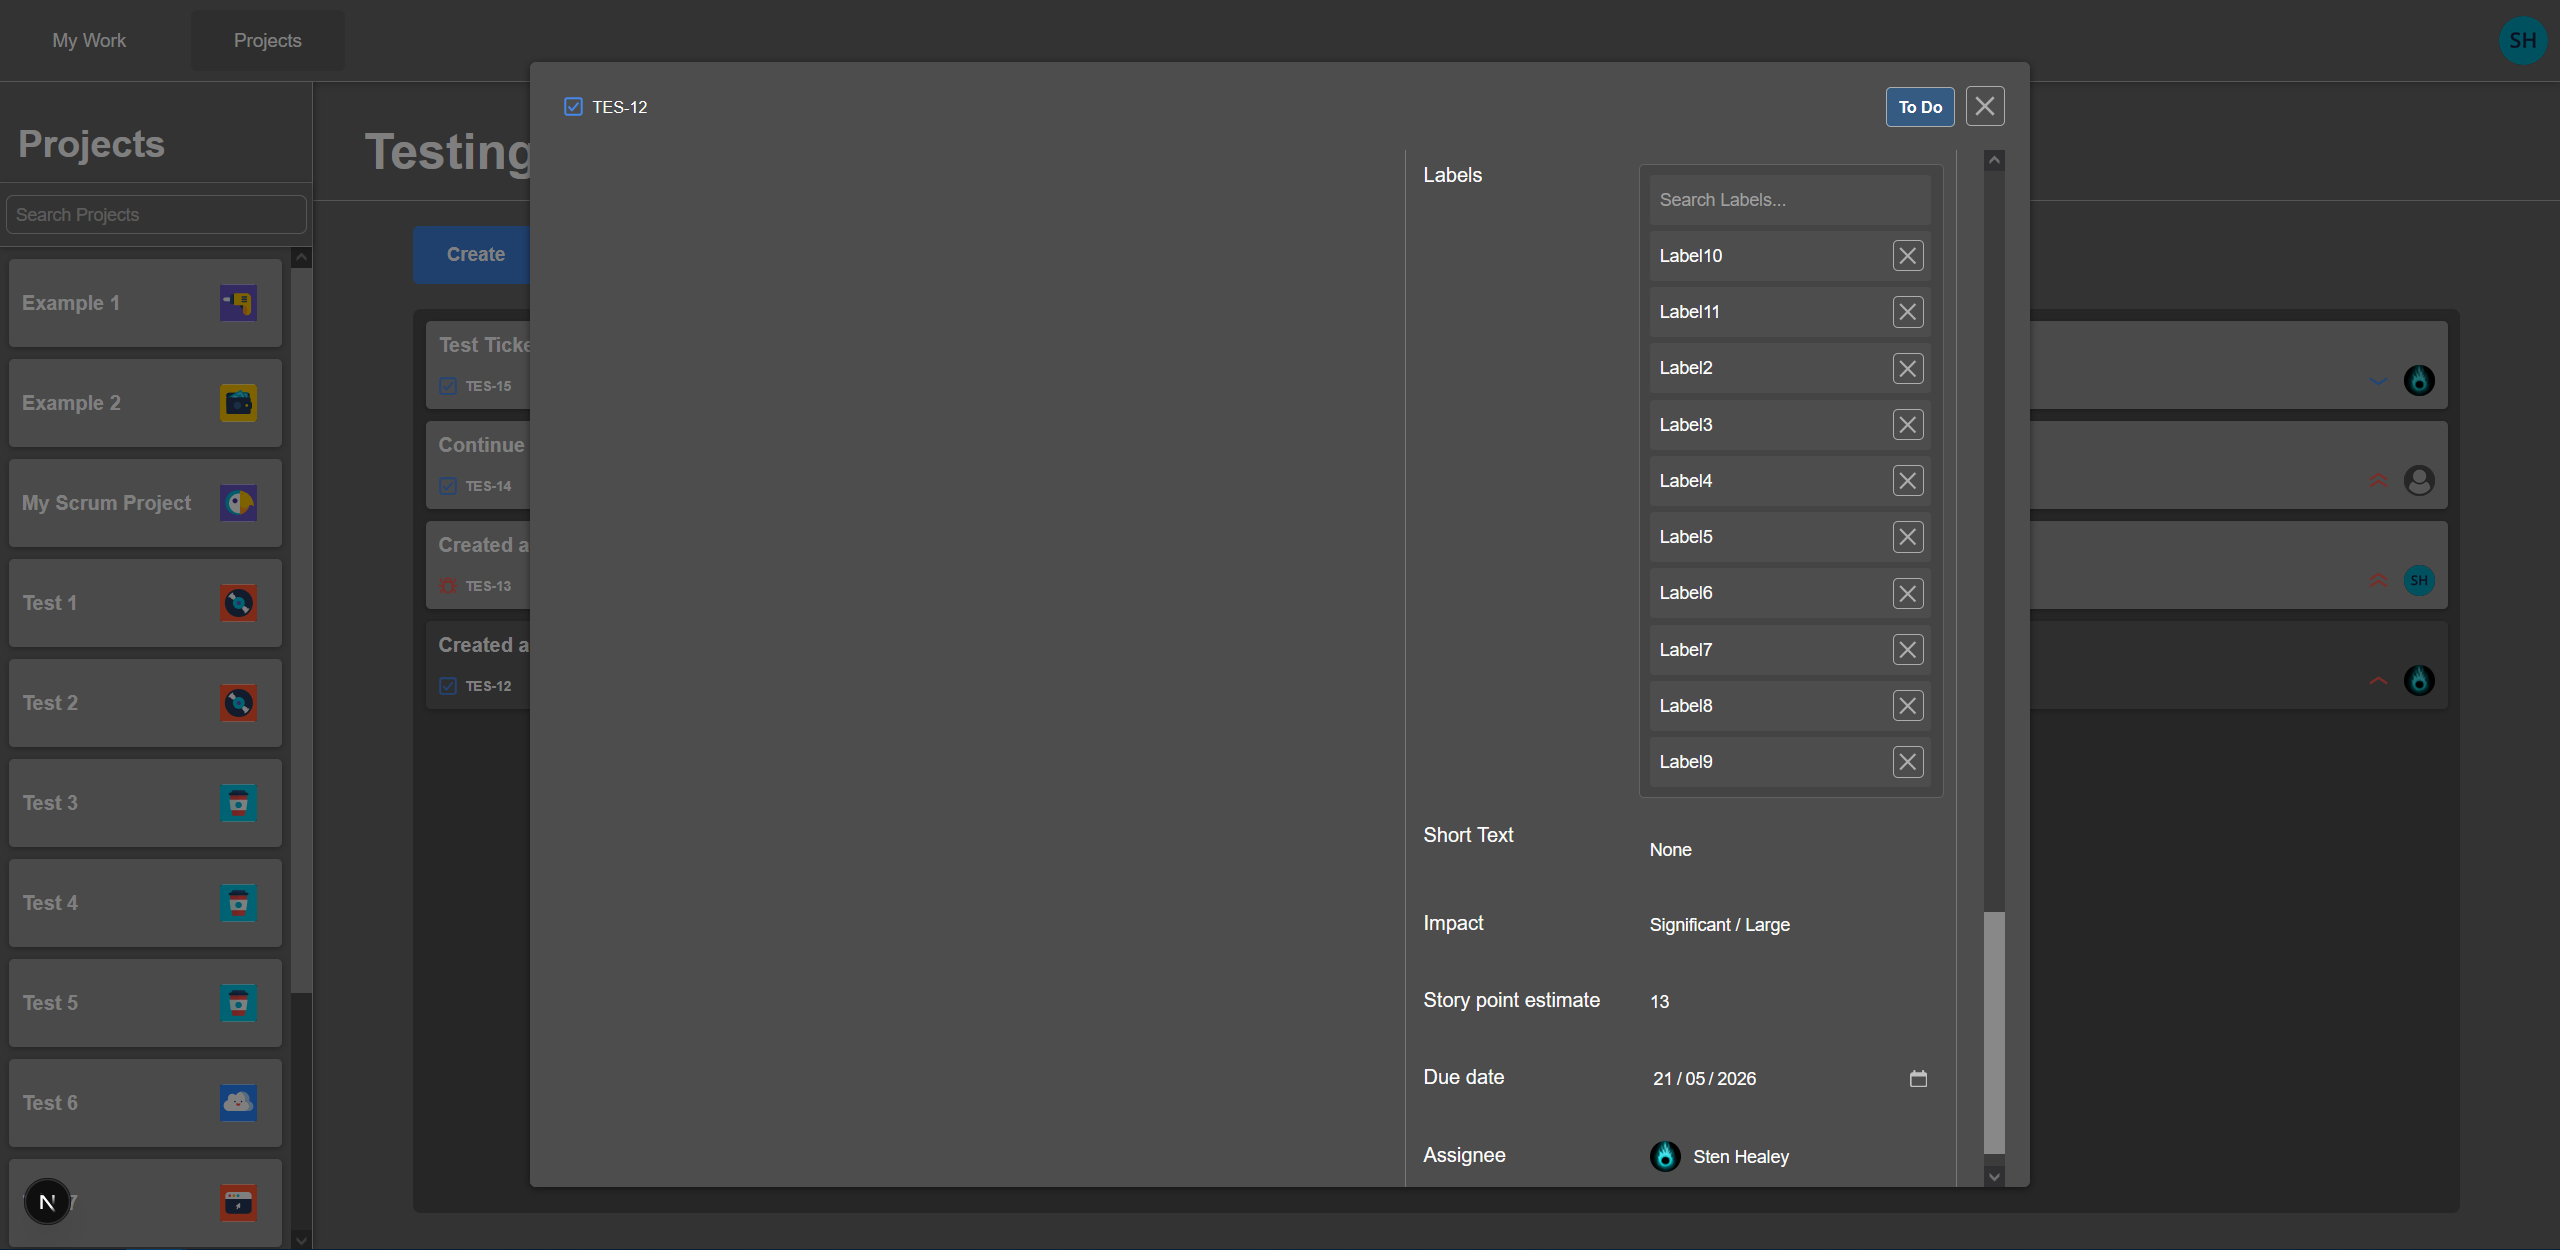 My Work
Projects
SH
Projects
Search Projects
Example 1
Example 2
My Scrum Project
Test 1
Test 2
Test 3
Test 4
Test 5
Test 6
7
N
Testing
Create
Test Ticke
TES-15
Continue
TES-14
Created a
TES-13
SH
Created a
TES-12
TES-12
To Do
Labels
Search Labels...
Label10
Label11
Label2
Label3
Label4
Label5
Label6
Label7
Label8
Label9
Short Text
None
Impact
Significant / Large
Story point estimate
13
Due date
21/05/2026
Assignee
Sten Healey